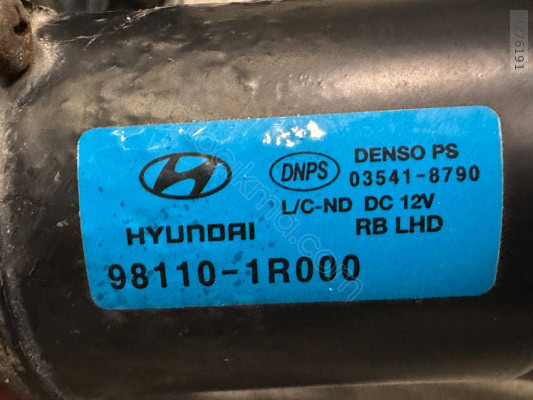 DNPS
DENSO PS
03541-8790
L/C-ND DC 12V
HYUNDAI
RB LHD
98110-1R000